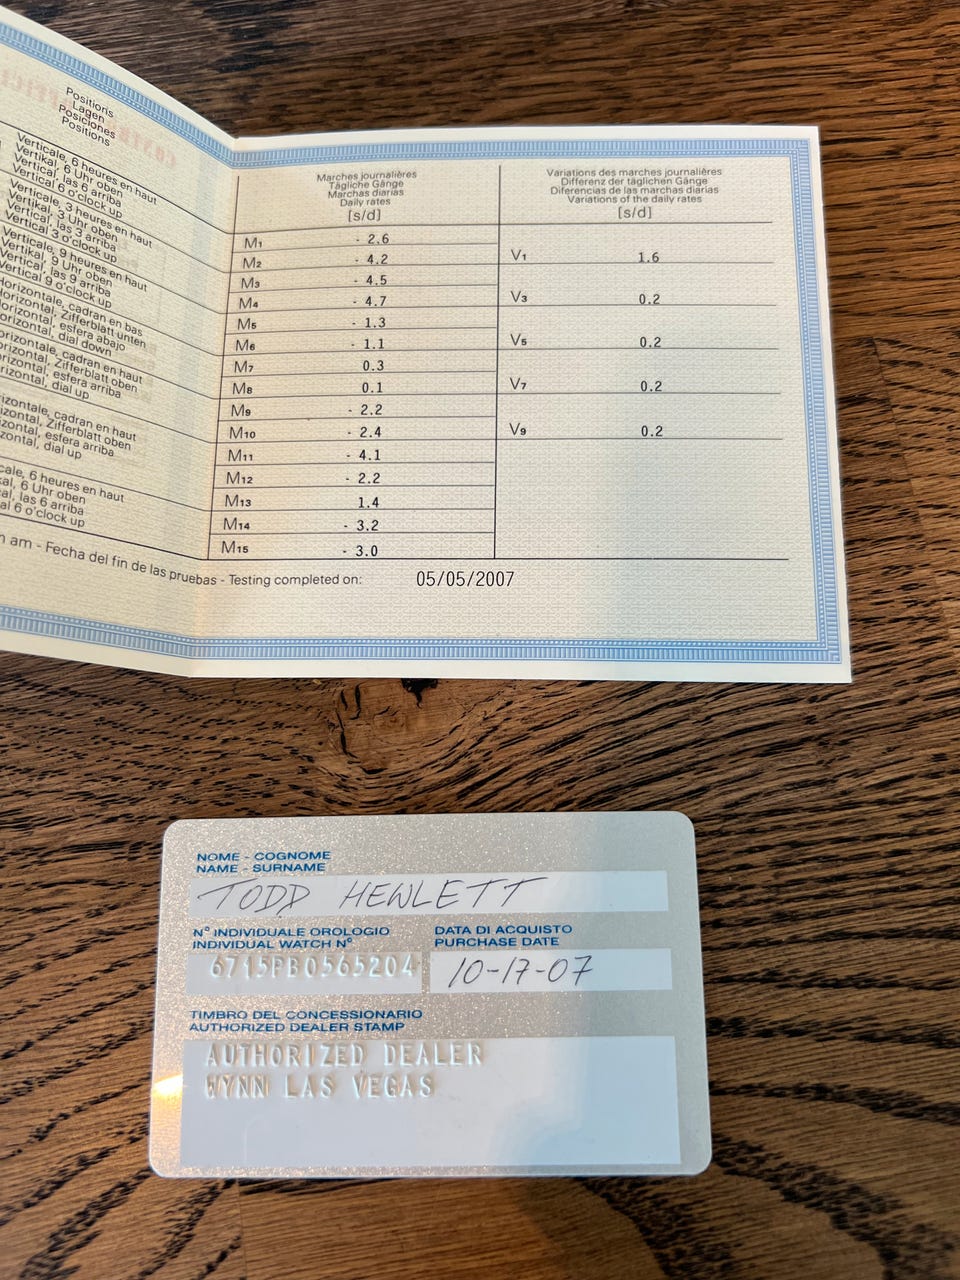 Positions
Lagen
Posiciones
Positions
Verticale, 6 heures en haut
Vertikal, 6 Uhr oben
Vertical, las 6 arriba
Vertical 6 o'clock up
Verticale, 3 heures en haut
Vertikal, 3 Uhr oben
Vertical, las 3 arriba
Vertical 3 o'clock up
Verticale, 9 heures en haut
Vertikal, 9 Uhr oben
Vertical, las 9 arriba
Vertical 9 o'clock up
Horizontale, cadran en bas
Horizontal, Zifferblatt unten
Horizontal, esfera abajo
Horizontal, dial down
orizontale, cadran en haut
orizontal, Zifferblatt oben
orizontal, esfera arriba
rizontal, dial up
izontale, cadran en haut
izontal, Zifferblatt oben
zontal, esfera arriba
zontal, dial up
cale, 6 heures en haut
kal, 6 Uhr oben
al, las 6 arriba
al 6 o'clock up
Marches journalières
Tägliche Gänge
Marchas diarias
Daily rates
[s/d]
M1 - 2.6
M2 - 4.2
M3 - 4.5
M4 - 4.7
M5 - 1.3
M6 - 1.1
M7 0.3
M8 0.1
M9 - 2.2
M10 - 2.4
M11 - 4.1
M12 - 2.2
M13 1.4
M14 - 3.2
M15 - 3.0
Variations des marches journalières
Differenz der täglichen Gänge
Diferencias de las marchas diarias
Variations of the daily rates
[s/d]
V1 1.6
V3 0.2
V5 0.2
V7 0.2
V9 0.2
n am - Fecha del fin de las pruebas - Testing completed on: 05/05/2007
NOME - COGNOME
NAME - SURNAME
TODD HEWLETT
N° INDIVIDUALE OROLOGIO
INDIVIDUAL WATCH N°
6715PB0565204
DATA DI ACQUISTO
PURCHASE DATE
10-17-07
TIMBRO DEL CONCESSIONARIO
AUTHORIZED DEALER STAMP
AUTHORIZED DEALER
WYNN LAS VEGAS